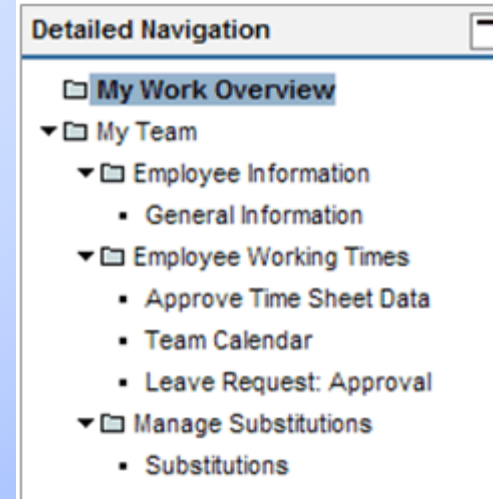 Detailed Navigation
My Work Overview
My Team
Employee Information
General Information
Employee Working Times
Approve Time Sheet Data
Team Calendar
Leave Request: Approval
Manage Substitutions
Substitutions